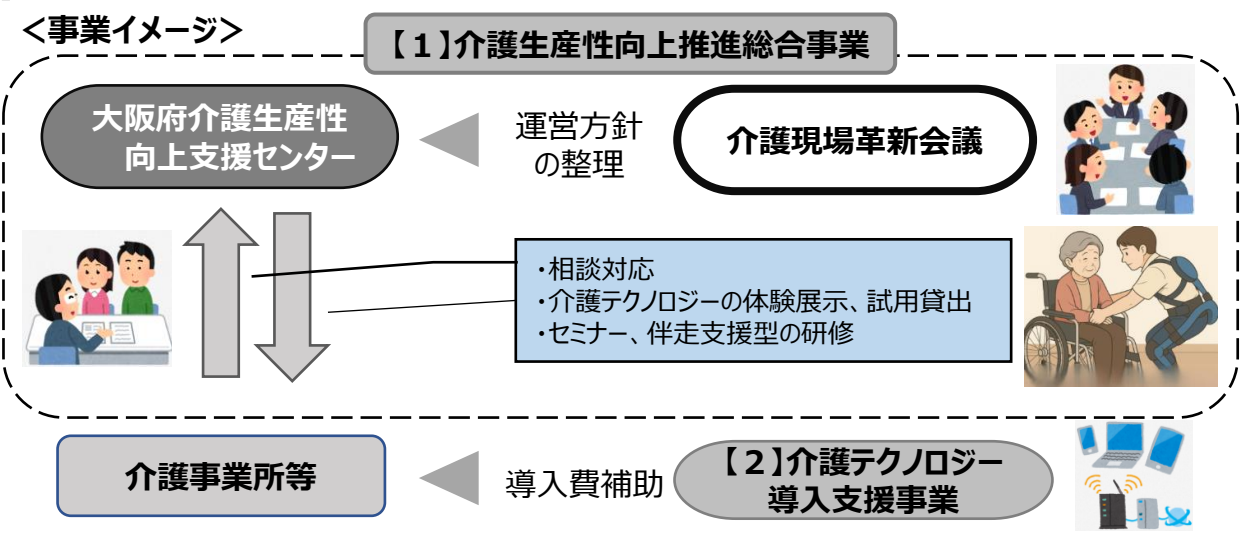 <事業イメージ>
【１】介護生産性向上推進総合事業
大阪府介護生産性
向上支援センター
運営方針
の整理
介護現場革新会議
・相談対応
・介護テクノロジーの体験展示、試用貸出
・セミナー、伴走支援型の研修
介護事業所等
導入費補助
【２】介護テクノロジー
導入支援事業